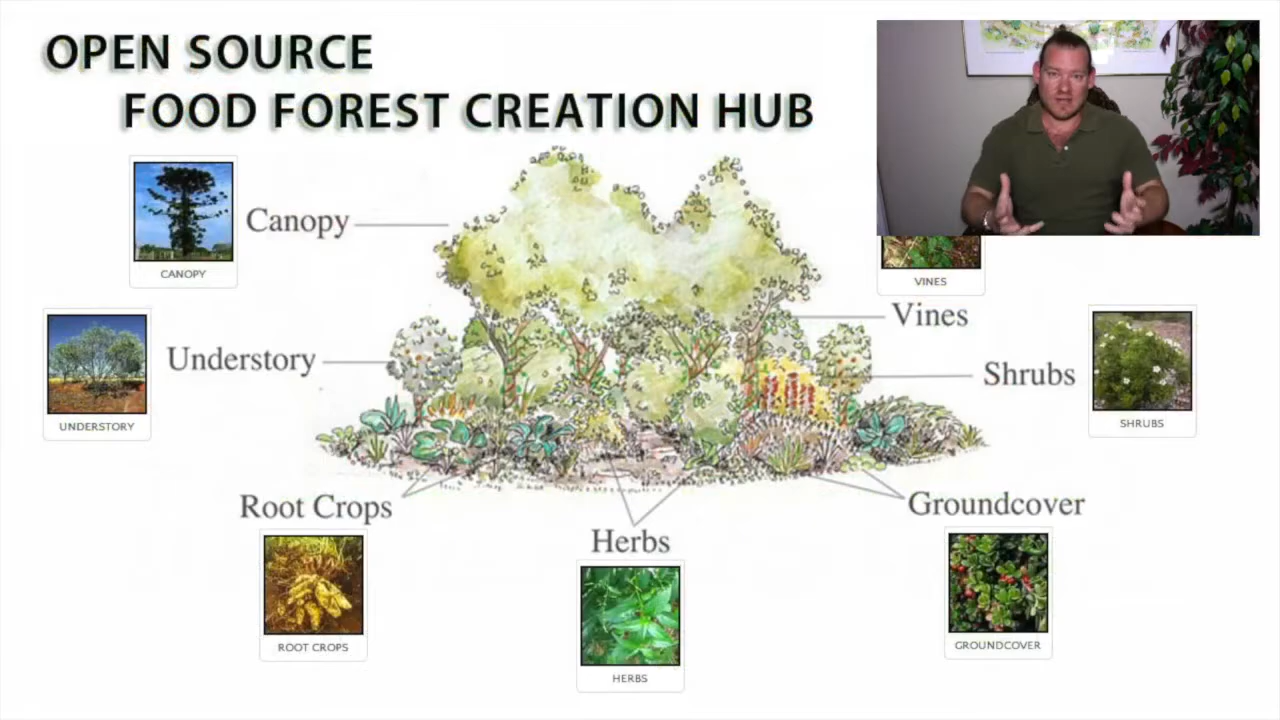 OPEN SOURCE
FOOD FOREST CREATION HUB
Canopy
CANOPY
VINES
Vines
Understory
UNDERSTORY
Shrubs
SHRUBS
Root Crops
ROOT CROPS
Herbs
HERBS
Groundcover
GROUNDCOVER